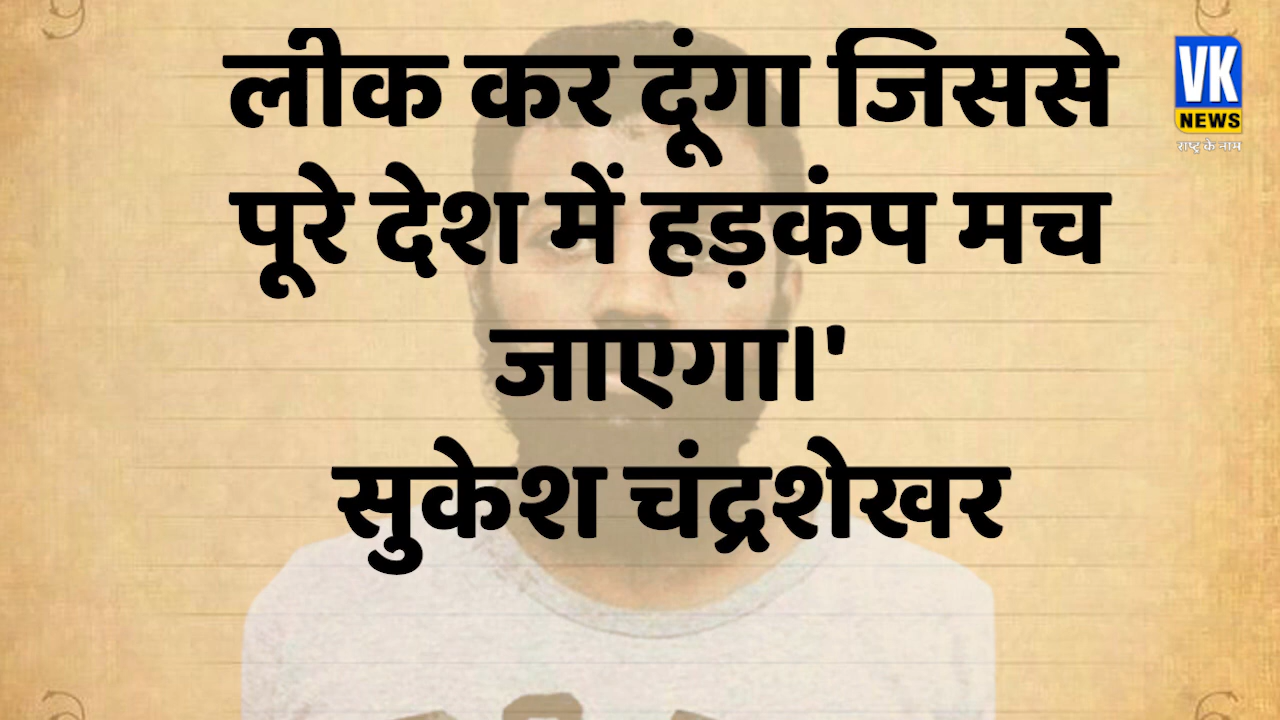 लीक कर दूंगा जिससे
पूरे देश में हड़कंप मच
जाएगा।'
सुकेश चंद्रशेखर
VK
NEWS
राष्ट्र के नाम